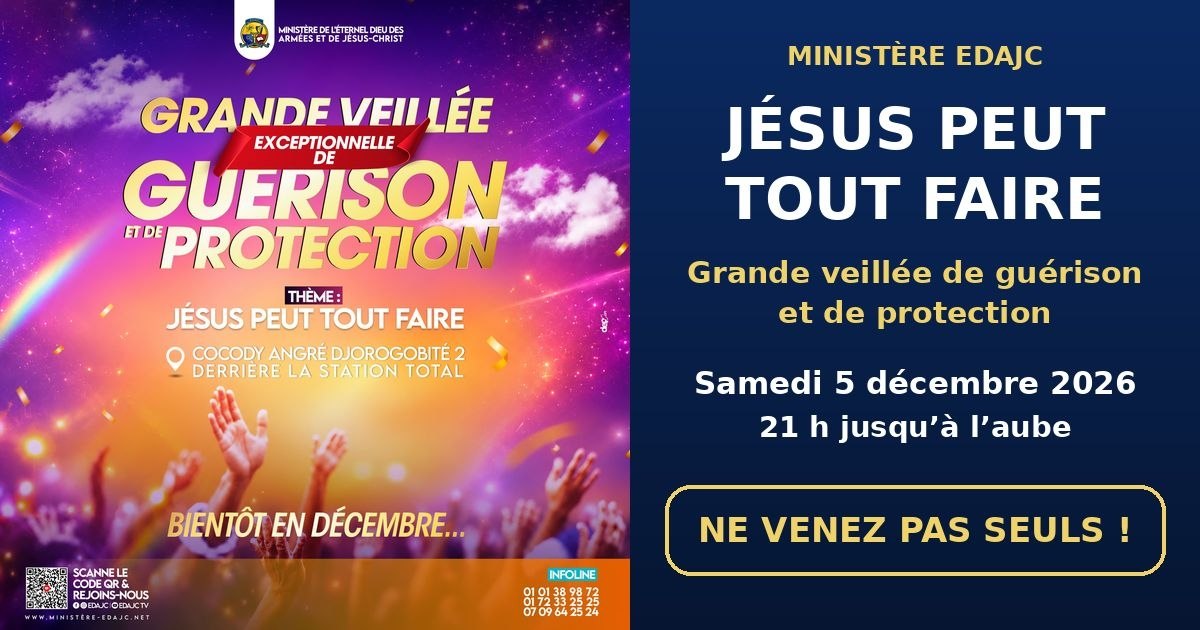 MINISTÈRE DE L'ÉTERNEL DIEU DES
ARMÉES ET DE JÉSUS-CHRIST
GRANDE VEILLÉE
EXCEPTIONNELLE
DE
GUÉRISON
ET DE PROTECTION
THÈME :
JÉSUS PEUT TOUT FAIRE
COCODY ANGRÉ DJOROGOBITÉ 2
DERRIÈRE LA STATION TOTAL
BIENTÔT EN DÉCEMBRE...
SCANNE LE
CODE QR &
REJOINS-NOUS
EDAJC EDAJC TV
WWW.MINISTÈRE-EDAJC.NET
INFOLINE
01 01 38 98 72
01 72 33 25 25
07 09 64 25 24
MINISTÈRE EDAJC
JÉSUS PEUT
TOUT FAIRE
Grande veillée de guérison
et de protection
Samedi 5 décembre 2026
21 h jusqu’à l’aube
NE VENEZ PAS SEULS !